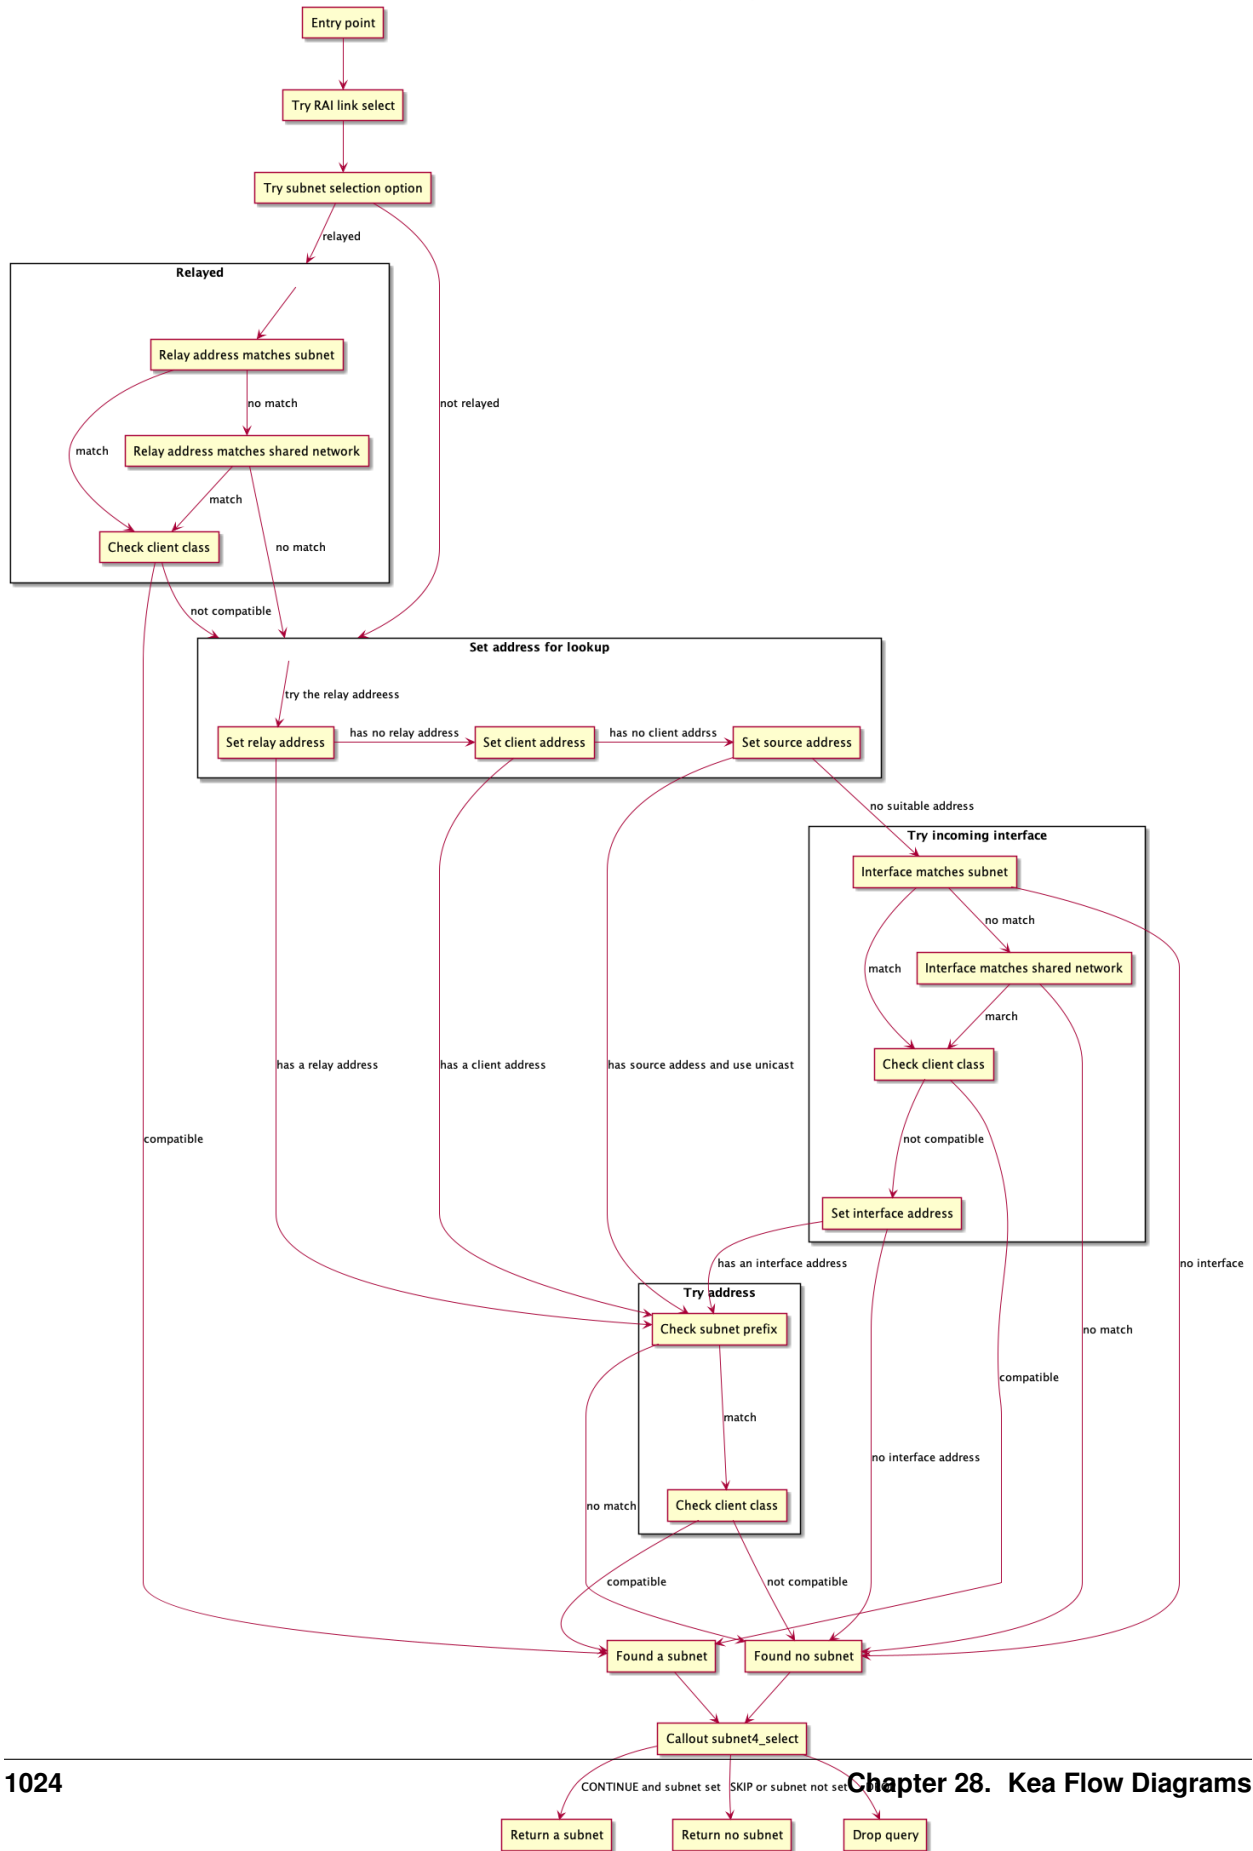 Entry point
Try RAI link select
Try subnet selection option
relayed
Relayed
Relay address matches subnet
no match
not relayed
match
Relay address matches shared network
match
Check client class
no match
not compatible
Set address for lookup
try the relay addreess
Set relay address
has no relay address
Set client address
has no client addrss
Set source address
no suitable address
Try incoming interface
Interface matches subnet
no match
match
Interface matches shared network
march
Check client class
has a relay address
has a client address
has source addess and use unicast
compatible
not compatible
Set interface address
has an interface address
no interface
Try address
Check subnet prefix
no match
compatible
match
no interface address
Check client class
no match
compatible
not compatible
Found a subnet
Found no subnet
Callout subnet4_select
1024
CONTINUE and subnet set
SKIP or subnet not set
Chapter 28. Kea Flow Diagrams
Return a subnet
Return no subnet
Drop query